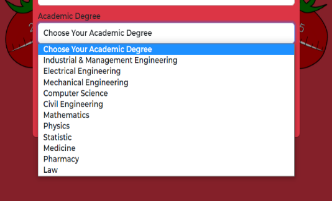 Academic Degree
Choose Your Academic Degree
Choose Your Academic Degree
Industrial & Management Engineering
Electrical Engineering
Mechanical Engineering
Computer Science
Civil Engineering
Mathematics
Physics
Statistic
Medicine
Pharmacy
Law